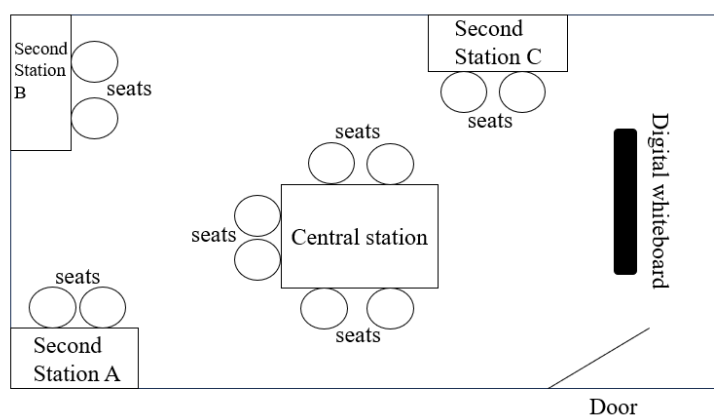 Second
Station
B
seats
Second
Station C
seats
Digital whiteboard
seats
seats
Central station
seats
seats
Second
Station A
Door